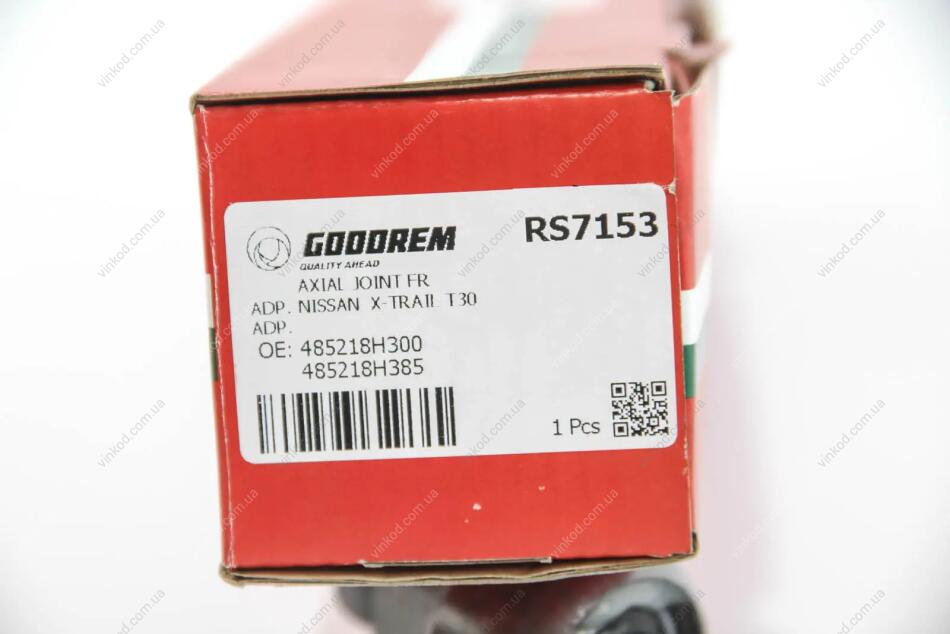 GOODREM
QUALITY AHEAD
RS7153
AXIAL JOINT FR
ADP. NISSAN X-TRAIL T30
ADP.
OE: 485218H300
485218H385
1 Pcs
vinkod.com.ua